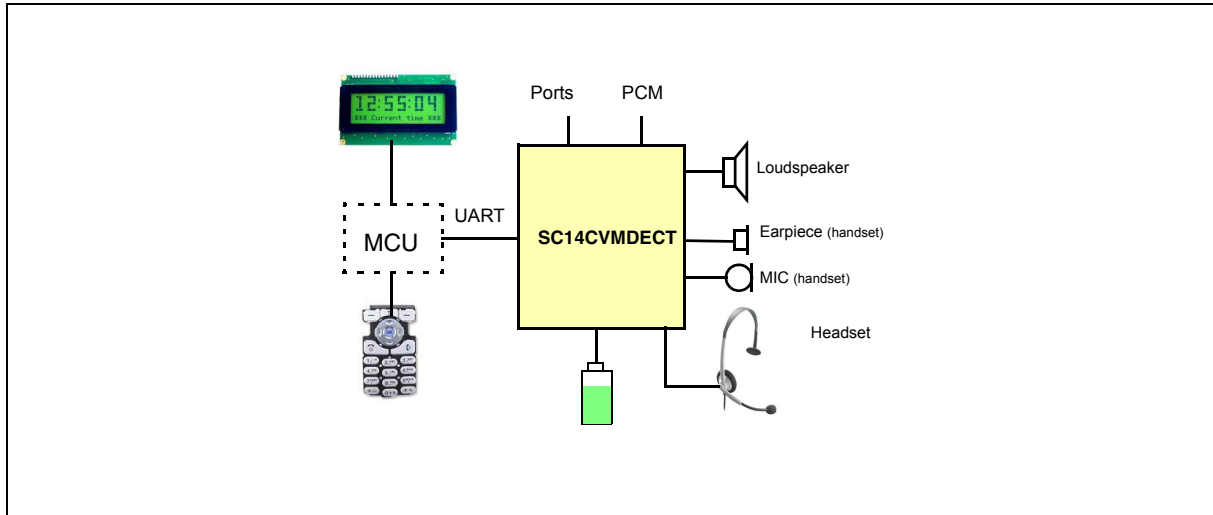 12:55:04
*** Current time ***
Ports
PCM
Loudspeaker
UART
SC14CVMDECT
MCU
Earpiece (handset)
MIC (handset)
Headset